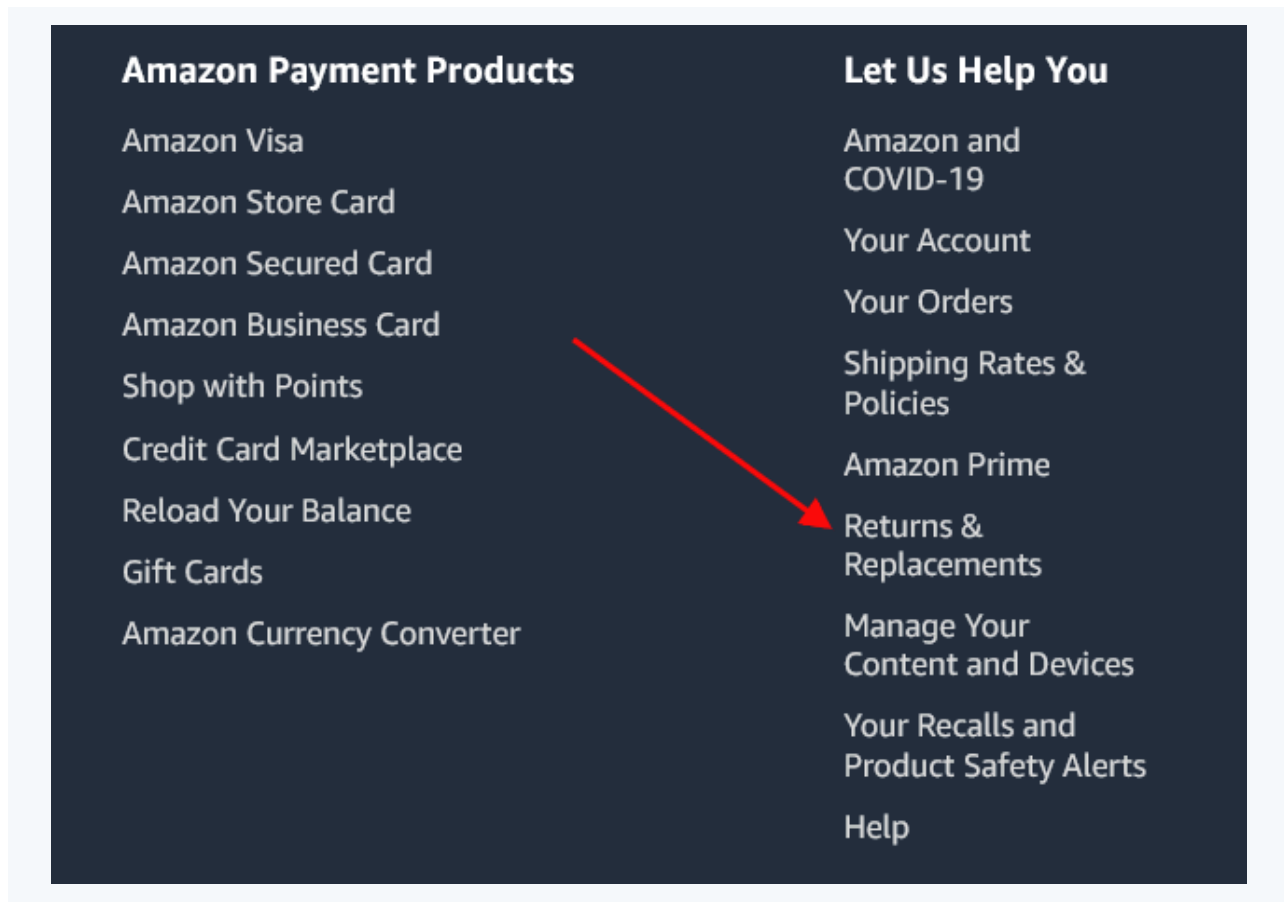 Amazon Payment Products
Amazon Visa
Amazon Store Card
Amazon Secured Card
Amazon Business Card
Shop with Points
Credit Card Marketplace
Reload Your Balance
Gift Cards
Amazon Currency Converter
Let Us Help You
Amazon and
COVID-19
Your Account
Your Orders
Shipping Rates &
Policies
Amazon Prime
Returns &
Replacements
Manage Your
Content and Devices
Your Recalls and
Product Safety Alerts
Help